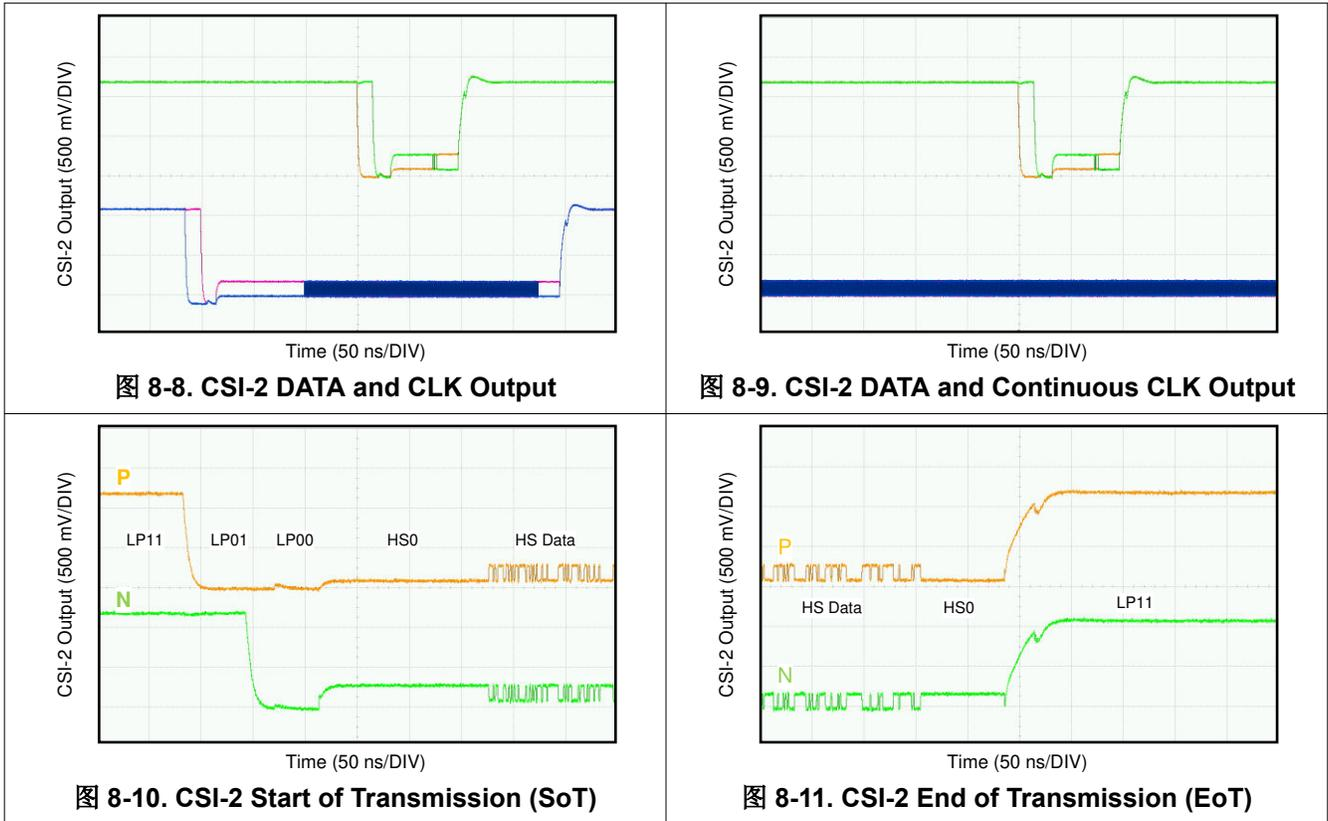 CSI-2 Output (500 mV/DIV)
Time (50 ns/DIV)
图 8-8. CSI-2 DATA and CLK Output
CSI-2 Output (500 mV/DIV)
Time (50 ns/DIV)
图 8-9. CSI-2 DATA and Continuous CLK Output
CSI-2 Output (500 mV/DIV)
P
LP11 LP01 LP00 HS0 HS Data
N
Time (50 ns/DIV)
图 8-10. CSI-2 Start of Transmission (SoT)
CSI-2 Output (500 mV/DIV)
P
HS Data HS0 LP11
N
Time (50 ns/DIV)
图 8-11. CSI-2 End of Transmission (EoT)